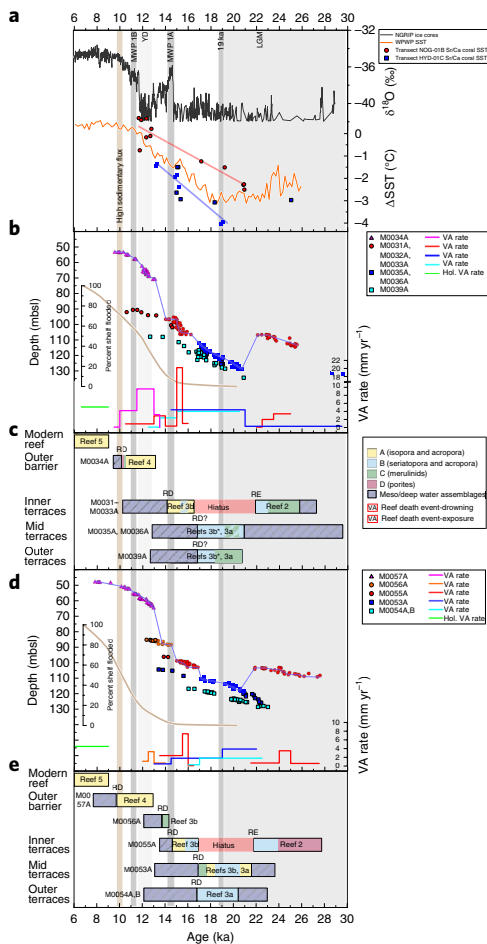 a
6 8 10 12 14 16 18 20 22 24 26 28 30
High sedimentary flux
MWP 1B
YD
MWP 1A
19 ka
LGM
−32
−36
−40
δ18O (‰)
0
−1
−2
−3
−4
ΔSST (°C)
NGRIP ice cores
WPWP SST
Transect NOG-01B Sr/Ca coral SST
Transect HYD-01C Sr/Ca coral SST
b
Depth (mbsl)
50
60
70
80
90
100
110
120
130
Percent shelf flooded
100
80
60
40
20
0
22
20
18
16
10
8
6
4
2
0
VA rate (mm yr−1)
M0034A
M0031A,
M0032A,
M0033A
M0035A,
M0036A
M0039A
VA rate
VA rate
VA rate
VA rate
Hol. VA rate
c
Modern reef
Reef 5
Outer barrier
M0034A
RD
Reef 4
Inner terraces
M0031–
M0033A
RD
Reef 3b
Hiatus
RE
Reef 2
Mid terraces
M0035A, M0036A
RD?
Reefs 3b*, 3a
Outer terraces
M0039A
RD?
Reefs 3b*, 3a
A (isopora and acropora)
B (seriatopora and acropora)
C (merulinids)
D (porites)
Meso/deep water assemblages
Reef death event-drowning
Reef death event-exposure
d
Depth (mbsl)
50
60
70
80
90
100
110
120
130
Percent shelf flooded
100
80
60
40
20
0
10
8
6
4
2
0
VA rate (mm yr−1)
M0057A
M0056A
M0055A
M0053A
M0054A,B
VA rate
VA rate
VA rate
VA rate
VA rate
Hol. VA rate
e
Modern reef
Reef 5
Outer barrier
M00
57A
RD
Reef 4
M0056A
RD
Reef 3b
Inner terraces
M0055A
RD
Reef 3b
Hiatus
RE
Reef 2
Mid terraces
M0053A
RD
Reefs 3b, 3a
Outer terraces
M0054A,B
RD
Reef 3a
6 8 10 12 14 16 18 20 22 24 26 28 30
Age (ka)